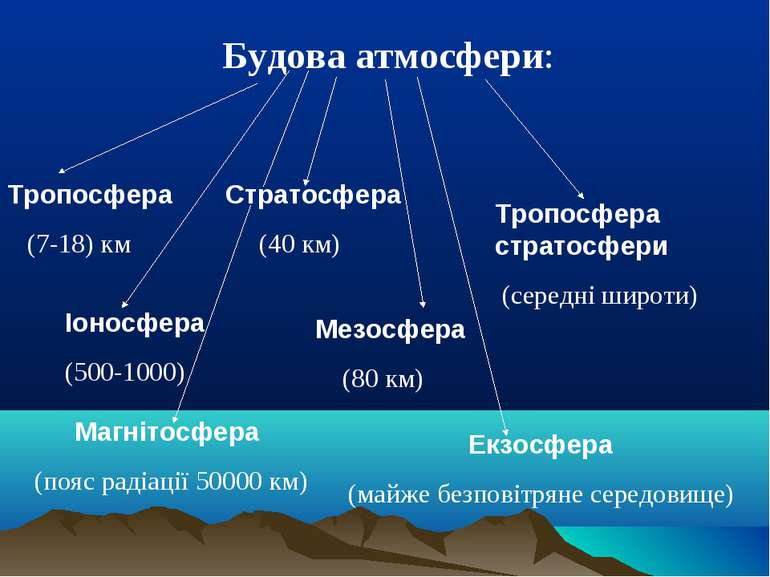 Будова атмосфери:
Тропосфера
(7-18) км
Стратосфера
(40 км)
Тропосфера
стратосфери
(середні широти)
Іоносфера
(500-1000)
Мезосфера
(80 км)
Магнітосфера
(пояс радіації 50000 км)
Екзосфера
(майже безповітряне середовище)